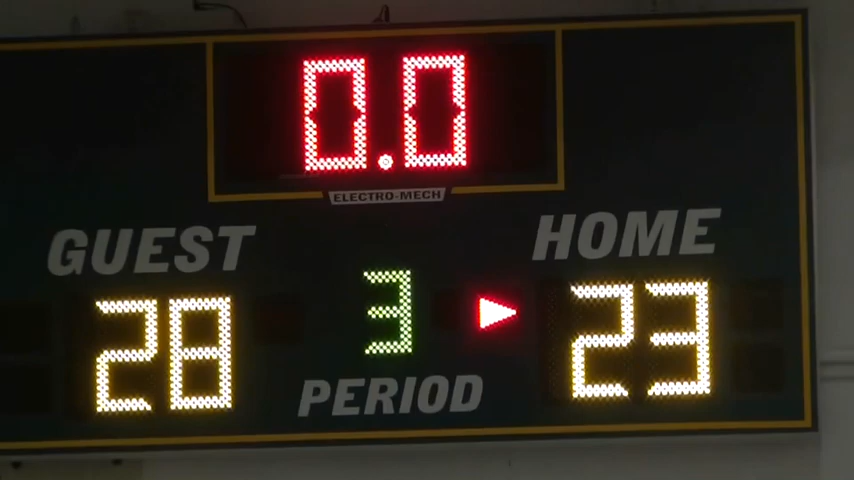 0.0
ELECTRO-MECH
GUEST HOME
28 3 23
PERIOD